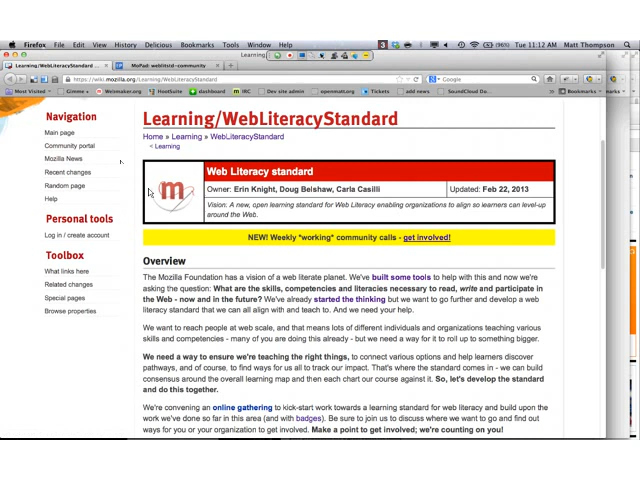 Firefox File Edit View History Bookmarks Tools Window Help 3 (96%) Tue 11:12 AM Matt Thompson
Learning
Learning/WebLiteracyStandard ... MoPad: weblitstd-community +
https://wiki.mozilla.org/Learning/WebLiteracyStandard Google
Most Visited Gimme Webmaker.org HootSuite dashboard IRC Dev site admin openmatt.org Tickets add news SoundCloud Do... Bookmarks
Navigation
Main page
Community portal
Mozilla News
Recent changes
Random page
Help
Personal tools
Log in / create account
Toolbox
What links here
Related changes
Special pages
Browse properties
Learning/WebLiteracyStandard
Home » Learning » WebLiteracyStandard
< Learning
m
Web Literacy standard
Owner: Erin Knight, Doug Belshaw, Carla Casilli Updated: Feb 22, 2013
Vision: A new, open learning standard for Web Literacy enabling organizations to align so learners can level-up
around the Web.
NEW! Weekly *working* community calls - get involved!
Overview
The Mozilla Foundation has a vision of a web literate planet. We've built some tools to help with this and now we're
asking the question: What are the skills, competencies and literacies necessary to read, write and participate in
the Web - now and in the future? We've already started the thinking but we want to go further and develop a web
literacy standard that we can all align with and teach to. And we need your help.
We want to reach people at web scale, and that means lots of different individuals and organizations teaching various
skills and competencies - many of you are doing this already - but we need a way for it to roll up to something bigger.
We need a way to ensure we're teaching the right things, to connect various options and help learners discover
pathways, and of course, to find ways for us all to track our impact. That's where the standard comes in - we can build
consensus around the overall learning map and then each chart our course against it. So, let's develop the standard
and do this together.
We're convening an online gathering to kick-start work towards a learning standard for web literacy and build upon the
work we've done so far in this area (and with badges). Be sure to join us to discuss where we want to go and find out
ways for you or your organization to get involved. Make a point to get involved; we're counting on you!